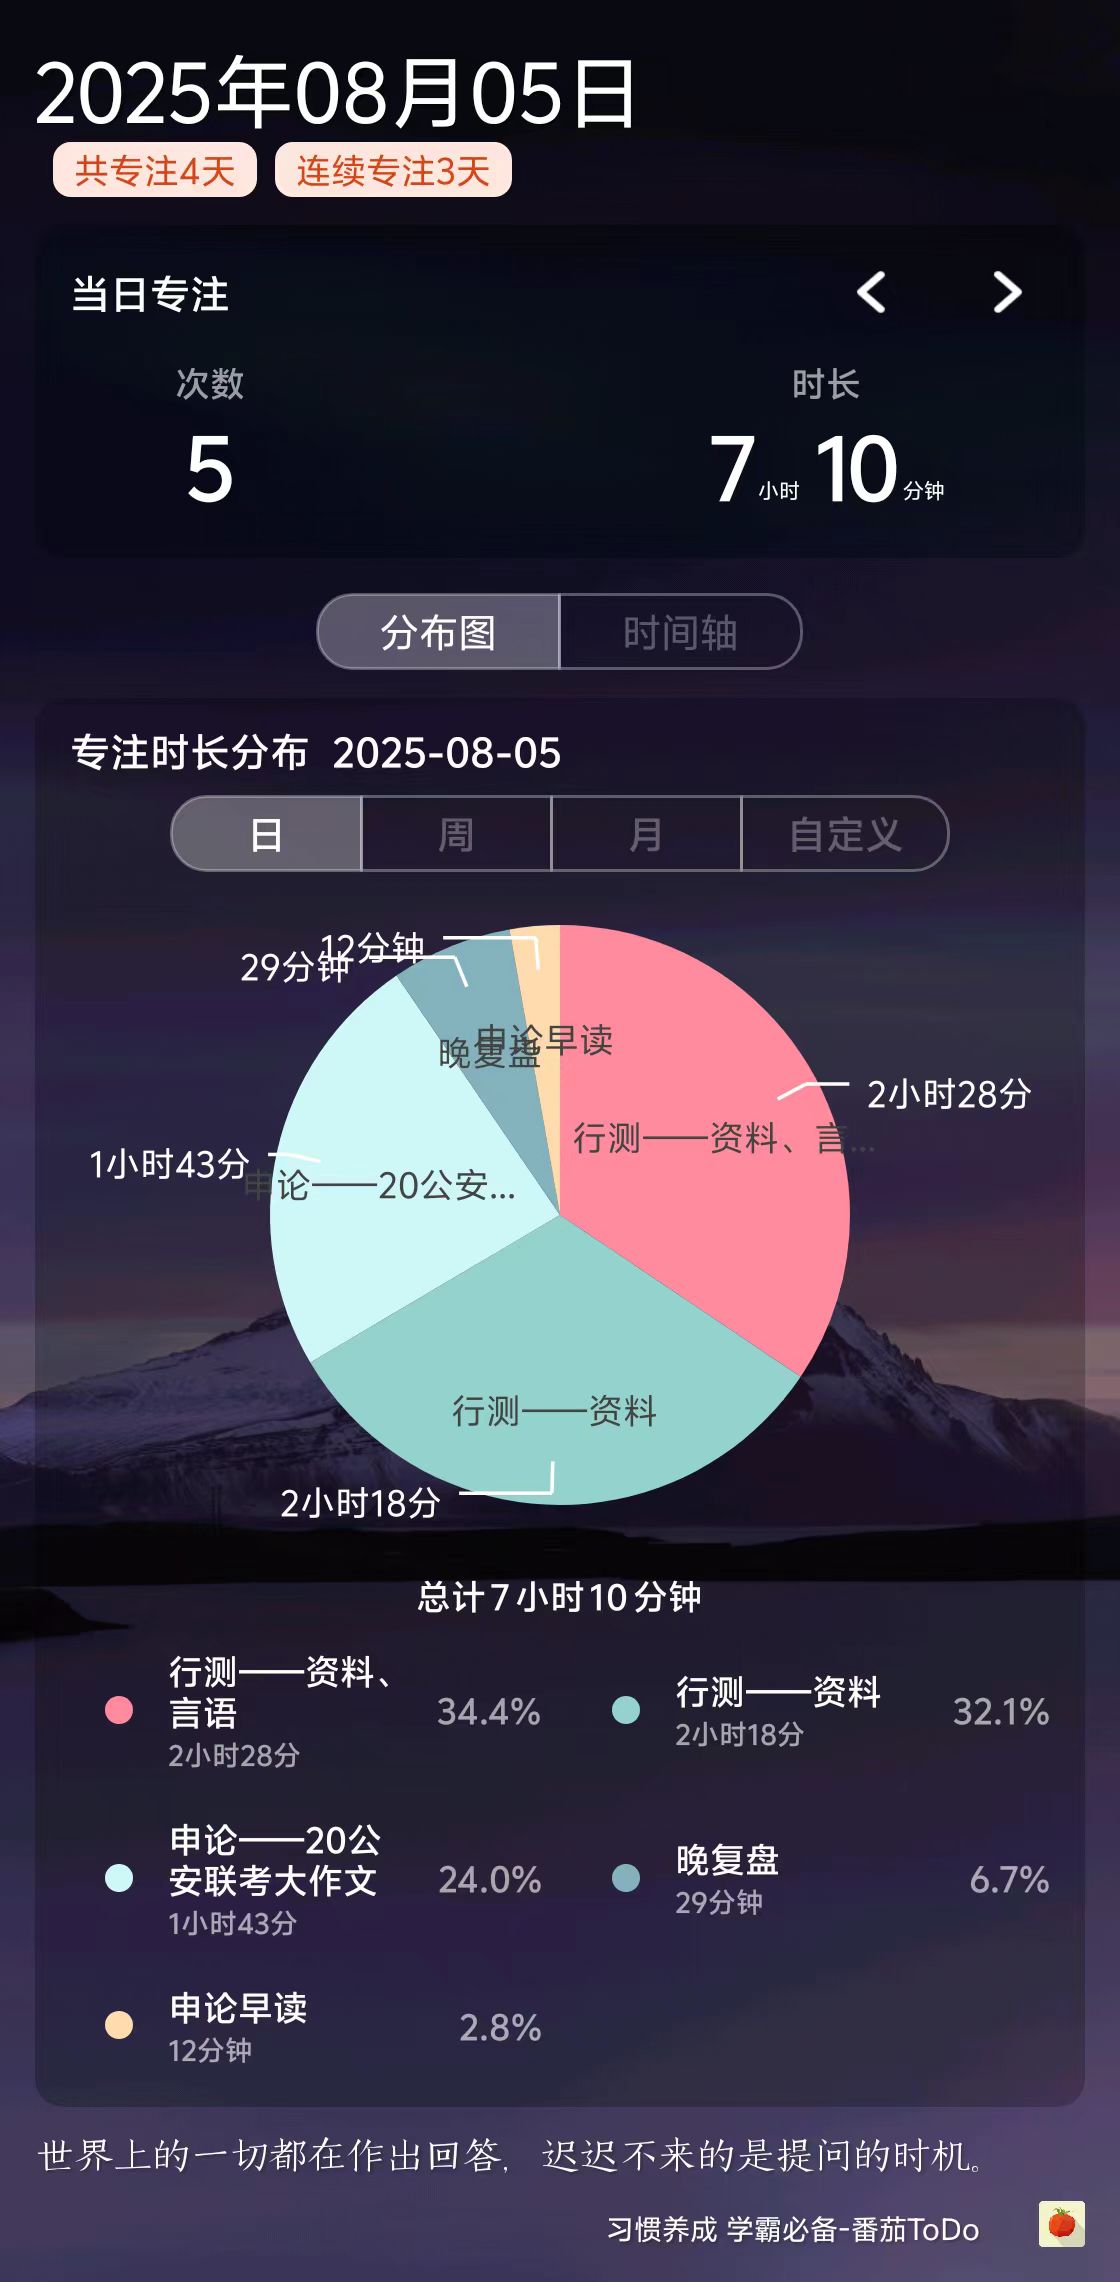 2025年08月05日
共专注4天 连续专注3天
当日专注
次数 时长
5 7小时10分钟
分布图 时间轴
专注时长分布 2025-08-05
日 周 月 自定义
12分钟
29分钟
申论早读
晚复盘
2小时28分
行测——资料、言...
1小时43分
申论——20公安...
行测——资料
2小时18分
总计7小时10分钟
行测——资料、
言语
2小时28分
34.4%
行测——资料
2小时18分
32.1%
申论——20公
安联考大作文
1小时43分
24.0%
晚复盘
29分钟
6.7%
申论早读
12分钟
2.8%
世界上的一切都在作出回答，迟迟不来的是提问的时机。
习惯养成 学霸必备-番茄ToDo